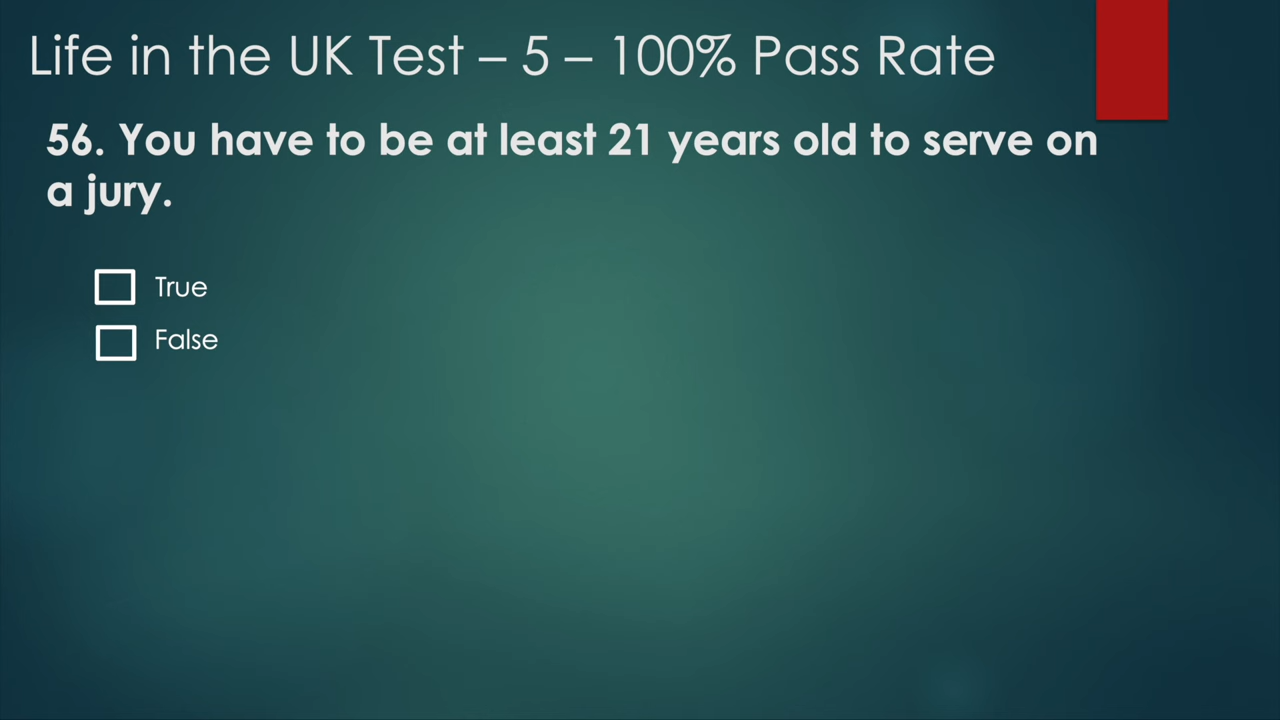 Life in the UK Test – 5 – 100% Pass Rate
56. You have to be at least 21 years old to serve on
a jury.
True
False